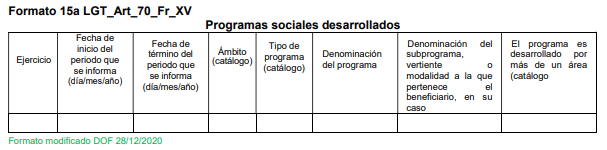 Formato 15a LGT_Art_70_Fr_XV
Programas sociales desarrollados
Ejercicio
Fecha de
inicio del
periodo que
se informa
(día/mes/año)
Fecha de
término del
periodo que
se informa
(día/mes/año)
Ámbito
(catálogo)
Tipo de
programa
(catálogo)
Denominación
del programa
Denominación del
subprograma,
vertiente o
modalidad a la que
pertenece el
beneficiario, en su
caso
El programa es
desarrollado por
más de un área
(catálogo
Formato modificado DOF 28/12/2020